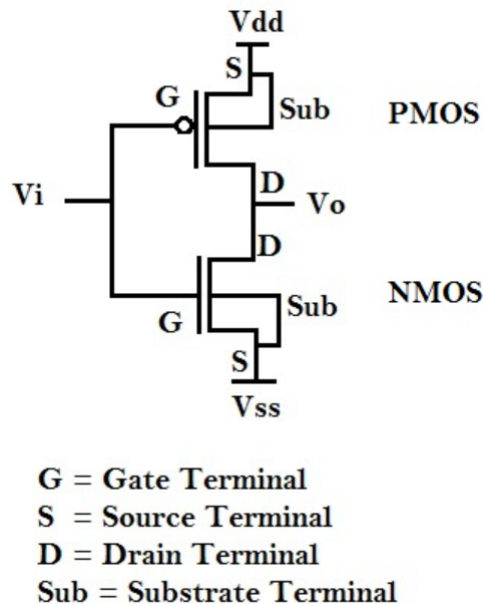 Vdd
S
G
Sub
PMOS
D
Vi
Vo
D
Sub
NMOS
G
S
Vss
G = Gate Terminal
S = Source Terminal
D = Drain Terminal
Sub = Substrate Terminal